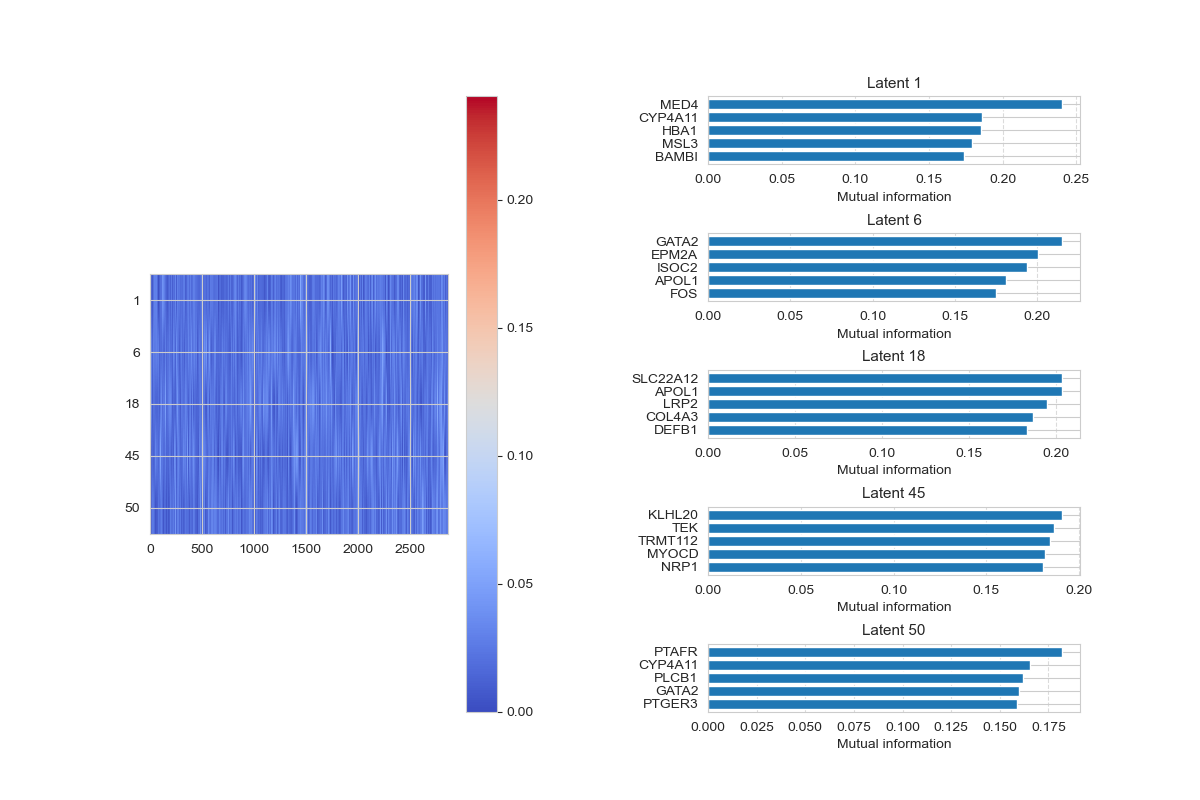 1
6
18
45
50
0 500 1000 1500 2000 2500
0.20
0.15
0.10
0.05
0.00
Latent 1
MED4
CYP4A11
HBA1
MSL3
BAMBI
0.00 0.05 0.10 0.15 0.20 0.25
Mutual information
Latent 6
GATA2
EPM2A
ISOC2
APOL1
FOS
0.00 0.05 0.10 0.15 0.20
Mutual information
Latent 18
SLC22A12
APOL1
LRP2
COL4A3
DEFB1
0.00 0.05 0.10 0.15 0.20
Mutual information
Latent 45
KLHL20
TEK
TRMT112
MYOCD
NRP1
0.00 0.05 0.10 0.15 0.20
Mutual information
Latent 50
PTAFR
CYP4A11
PLCB1
GATA2
PTGER3
0.000 0.025 0.050 0.075 0.100 0.125 0.150 0.175
Mutual information